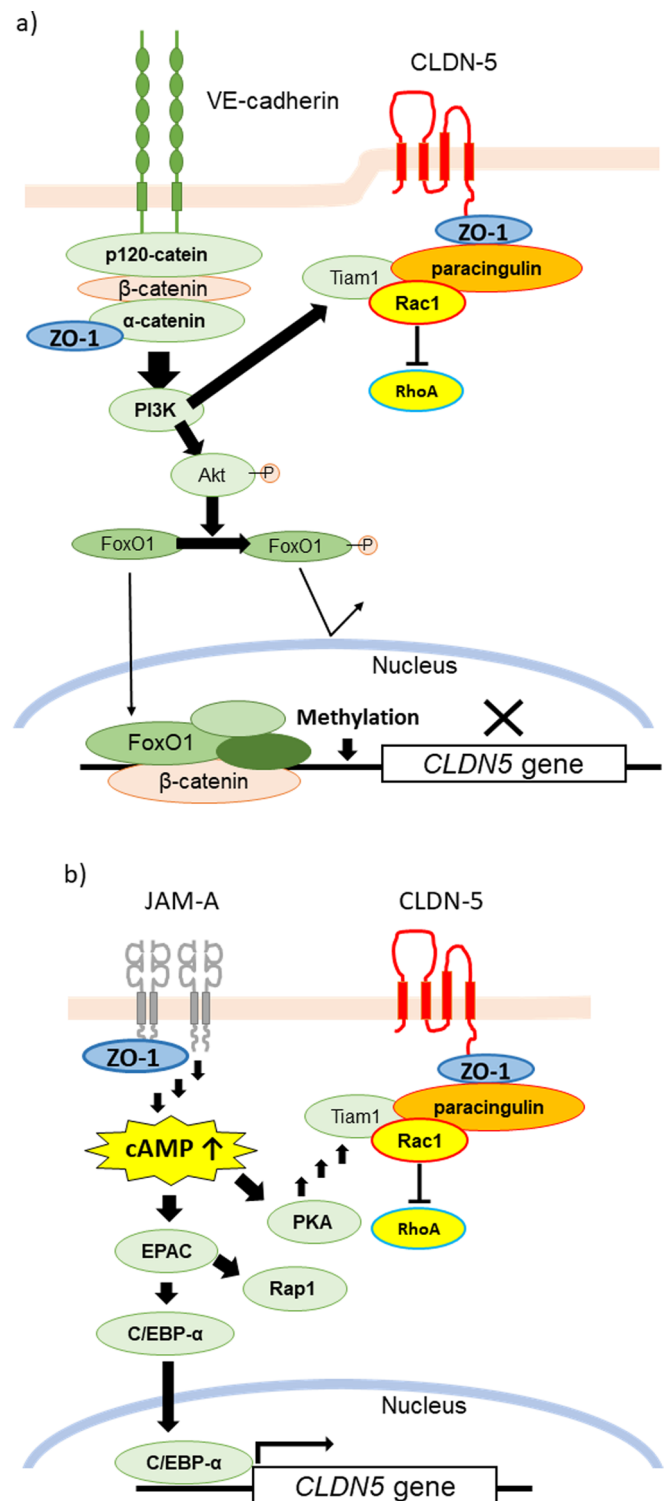 a)
CLDN-5
VE-cadherin
ZO-1
p120-catein
paracingulin
Tiam1
β-catenin
Rac1
α-catenin
ZO-1
RhoA
PI3K
Akt
P
FoxO1
FoxO1
P
Nucleus
Methylation
FoxO1
CLDN5 gene
β-catenin
b)
JAM-A
CLDN-5
ZO-1
ZO-1
Tiam1
paracingulin
cAMP ↑
Rac1
PKA
RhoA
EPAC
Rap1
C/EBP-α
Nucleus
C/EBP-α
CLDN5 gene